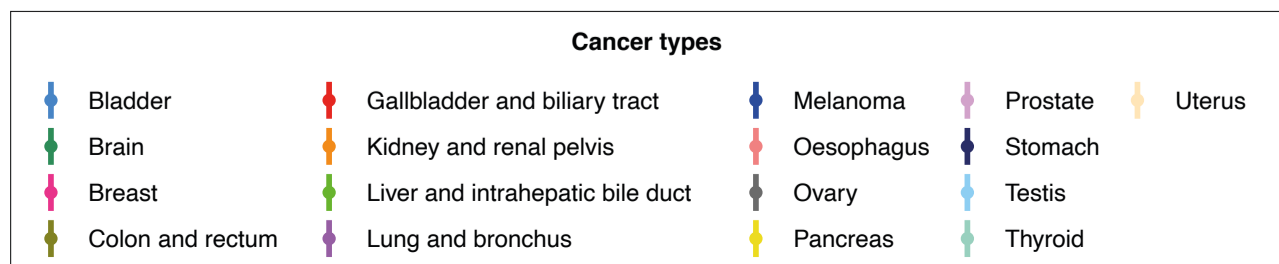 Cancer types
Bladder
Brain
Breast
Colon and rectum
Gallbladder and biliary tract
Kidney and renal pelvis
Liver and intrahepatic bile duct
Lung and bronchus
Melanoma
Oesophagus
Ovary
Pancreas
Prostate
Stomach
Testis
Thyroid
Uterus